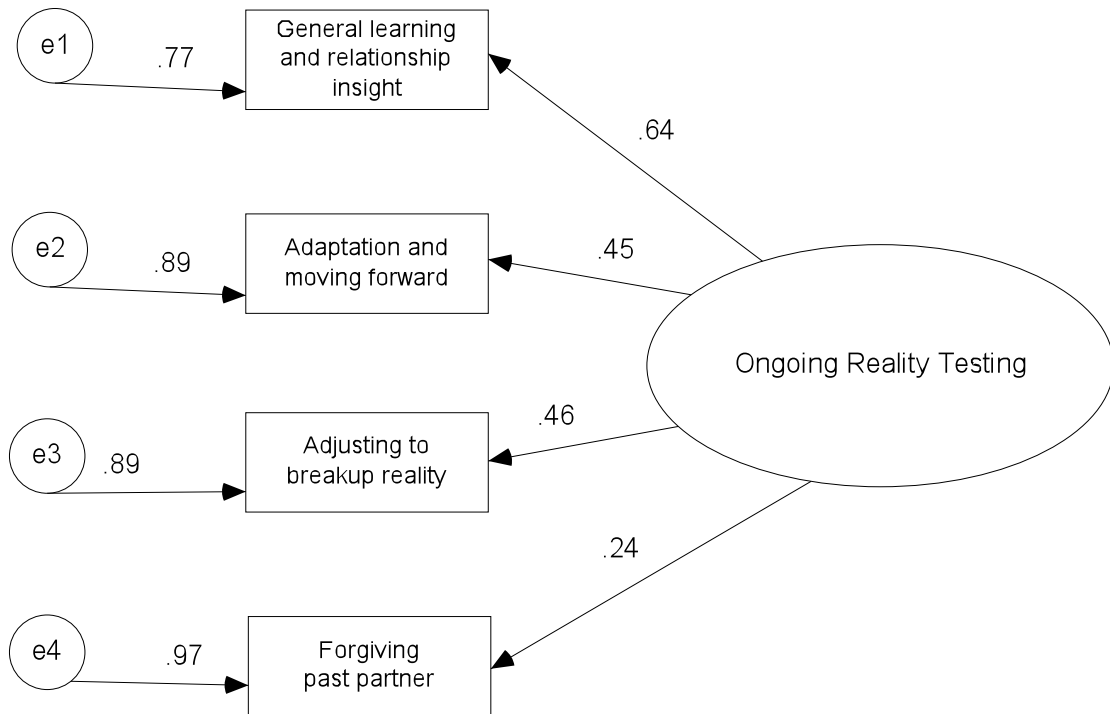 e1
.77
General learning
and relationship
insight
.64
e2
.89
Adaptation and
moving forward
.45
Ongoing Reality Testing
e3
.89
Adjusting to
breakup reality
.46
.24
e4
.97
Forgiving
past partner